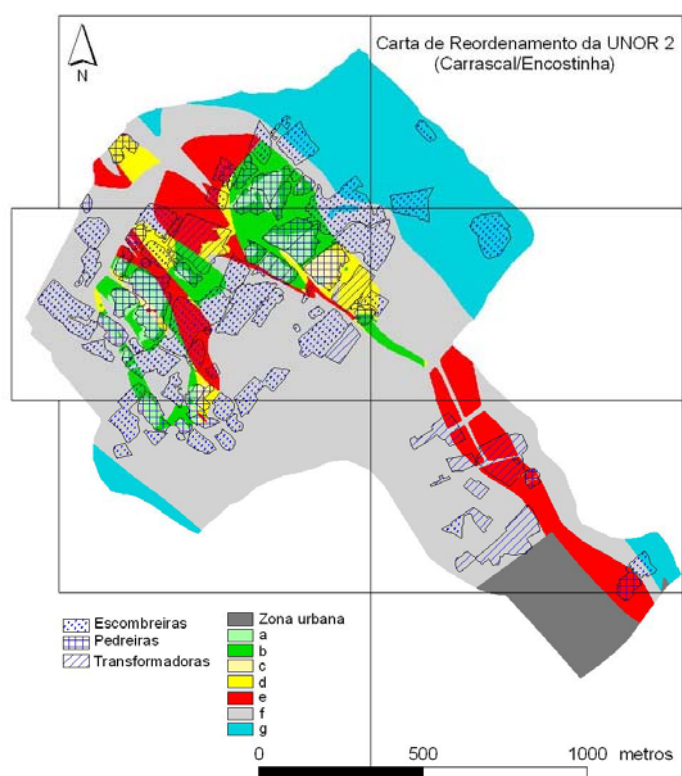 Carta de Reordenamento da UNOR 2
(Carrascal/Encostinha)
N
Escombreiras
Pedreiras
Transformadoras
Zona urbana
a
b
c
d
e
f
g
0 500 1000 metros